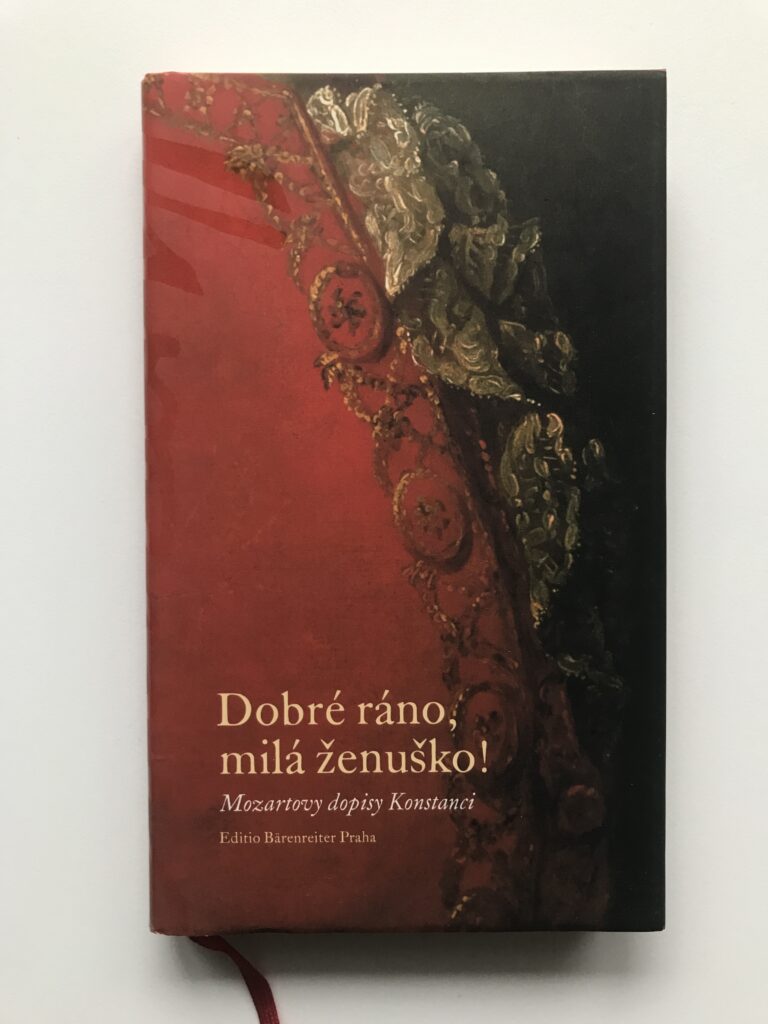 Dobré ráno,
milá ženuško!
Mozartovy dopisy Konstanci
Editio Bärenreiter Praha